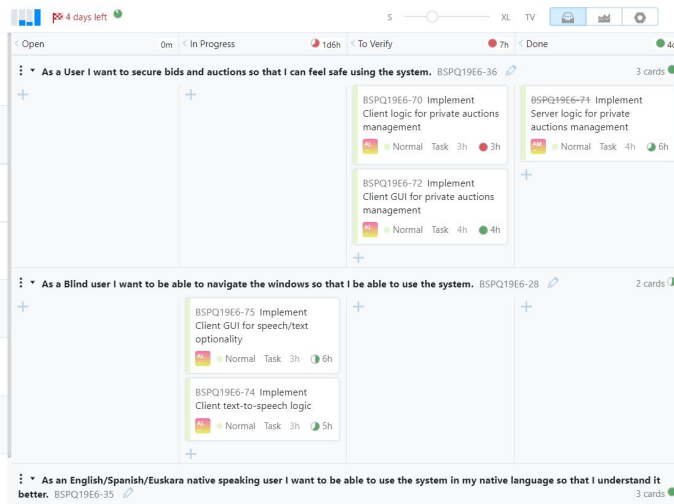 4 days left
S XL TV
Open 0m In Progress 1d6h To Verify 7h Done
As a User I want to secure bids and auctions so that I can feel safe using the system. BSPQ19E6-36 3 cards
BSPQ19E6-70 Implement
Client logic for private auctions
management
AL Normal Task 3h 3h
BSPQ19E6-71 Implement
Server logic for private
auctions management
AM Normal Task 4h 6h
BSPQ19E6-72 Implement
Client GUI for private auctions
management
AL Normal Task 4h 4h
As a Blind user I want to be able to navigate the windows so that I be able to use the system. BSPQ19E6-28 2 cards
BSPQ19E6-75 Implement
Client GUI for speech/text
optionality
AL Normal Task 3h 6h
BSPQ19E6-74 Implement
Client text-to-speech logic
AL Normal Task 3h 5h
As an English/Spanish/Euskara native speaking user I want to be able to use the system in my native language so that I understand it
better. BSPQ19E6-35 3 cards